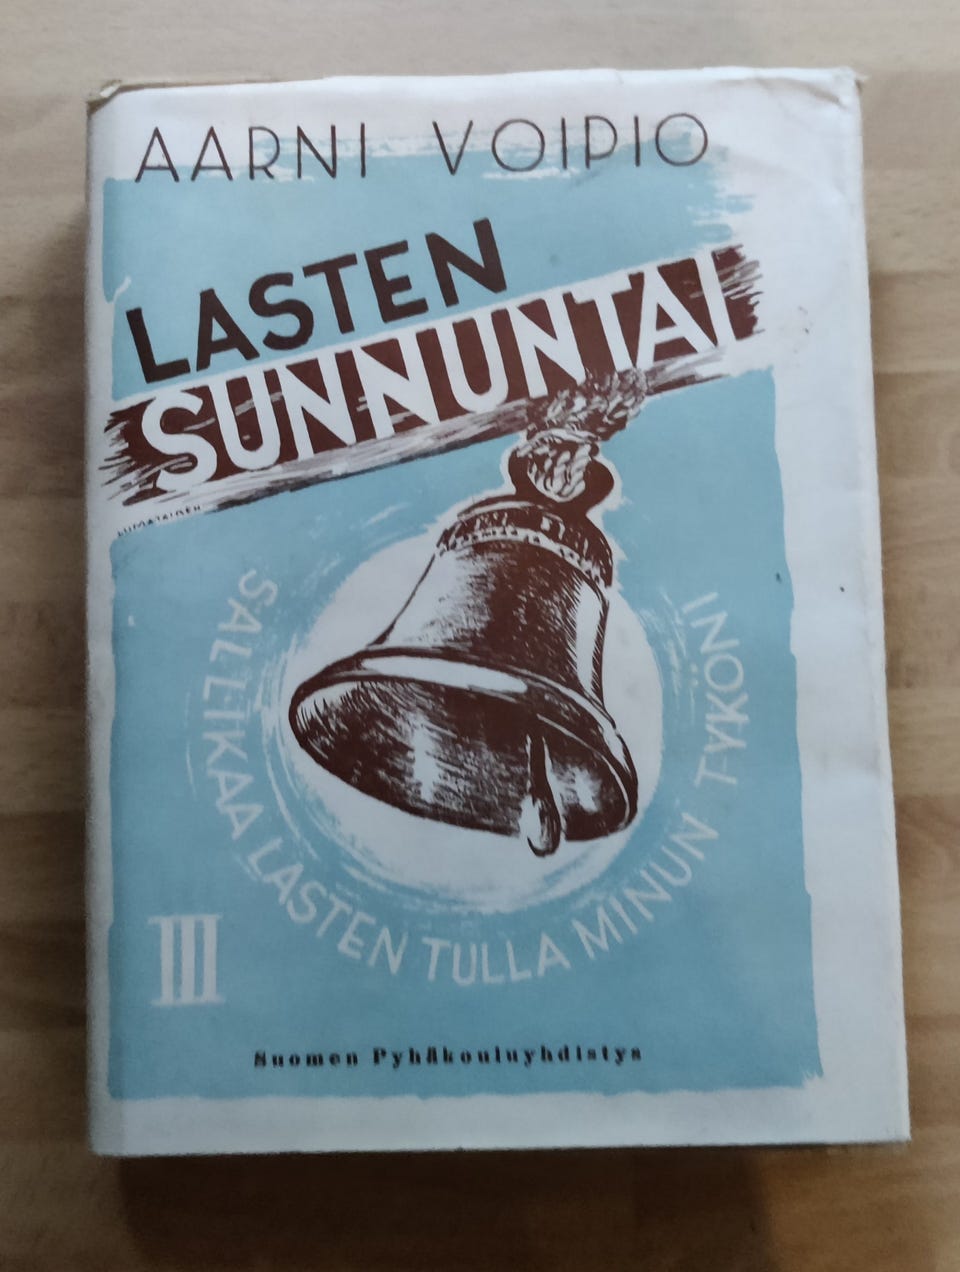 AARNI VOIPIO
LASTEN
SUNNUNTAI
SALLIKAA LASTEN TULLA MINUN TYKÖNI
III
Suomen Pyhäkouluyhdistys